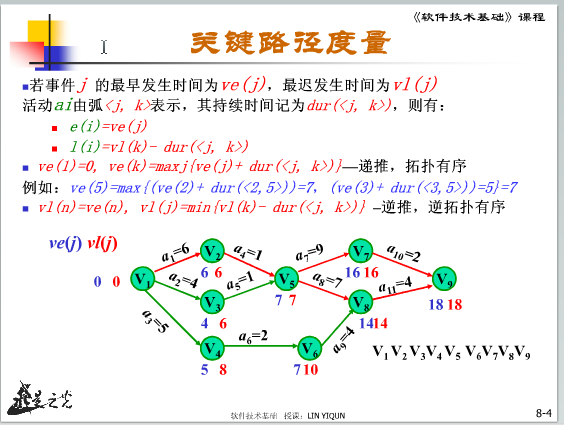 《软件技术基础》课程
关键路径度量
若事件j 的最早发生时间为ve(j)，最迟发生时间为vl(j)
活动ai由弧<j, k>表示，其持续时间记为dur(<j, k>)，则有：
e(i)=ve(j)
l(i)=vl(k)- dur(<j, k>)
ve(1)=0, ve(k)=maxj{ve(j)+ dur(<j, k>)}—递推，拓扑有序
例如：ve(5)=max{(ve(2)+ dur(<2,5>))=7, (ve(3)+ dur(<3,5>))=5}=7
vl(n)=ve(n), vl(j)=min{vl(k)- dur(<j, k>)} –逆推，逆拓扑有序
ve(j) vl(j)
a1=6 V2 a4=1 a7=9 V7 a10=2
6 6 16 16
0 0 V1 a2=4 a5=1 V5 a8=7 V9
V3 7 7 V8 a11=4 18 18
4 6 1414
a3=5 a6=2 a9=4
V4 V6
5 8 7 10
V1 V2 V3V4 V5 V6V7V8V9
软件技术基础 授课：LIN YIQUN
8-4